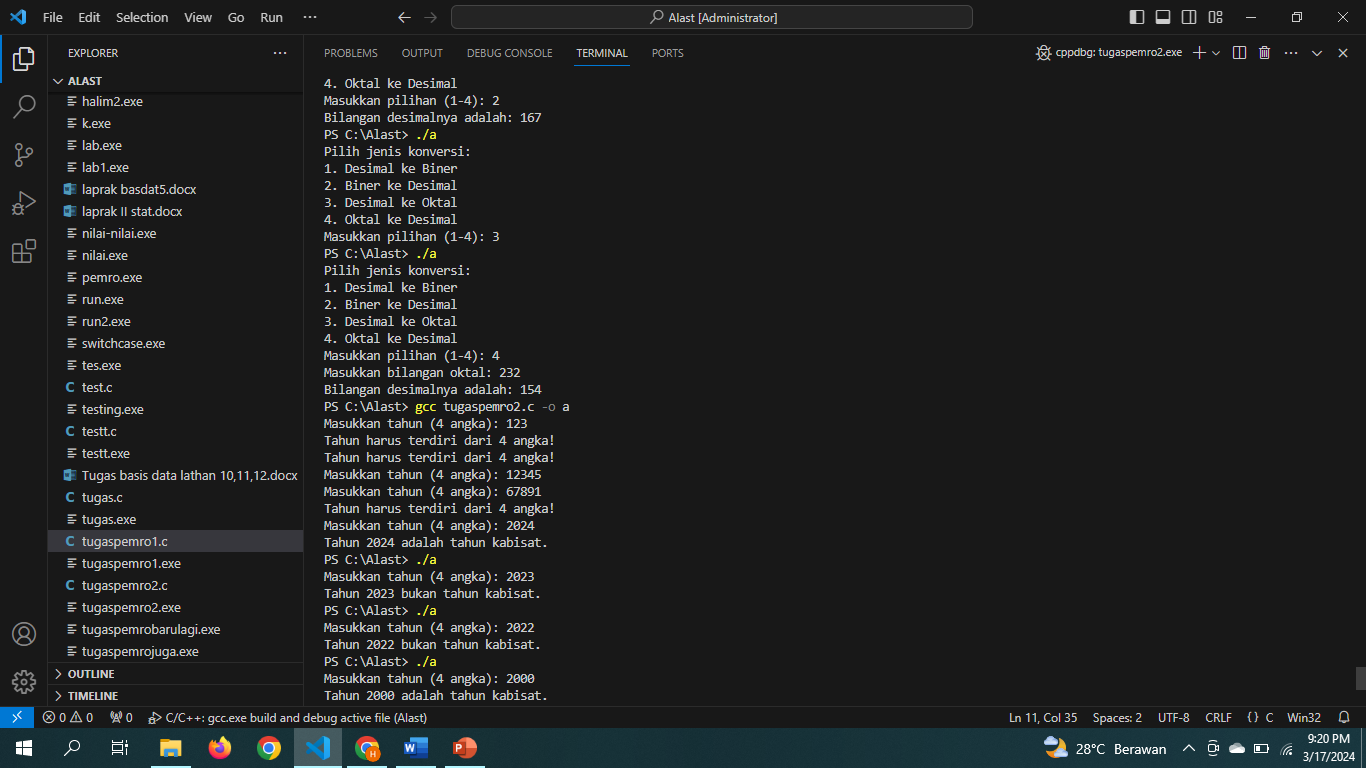 File Edit Selection View Go Run ···
Alast [Administrator]
EXPLORER
ALAST
halim2.exe
k.exe
lab.exe
lab1.exe
laprak basdat5.docx
laprak II stat.docx
nilai-nilai.exe
nilai.exe
pemro.exe
run.exe
run2.exe
switchcase.exe
tes.exe
test.c
testing.exe
testt.c
testt.exe
Tugas basis data lathan 10,11,12.docx
tugas.c
tugas.exe
tugaspemro1.c
tugaspemro1.exe
tugaspemro2.c
tugaspemro2.exe
tugaspemrobarulagi.exe
tugaspemrojuga.exe
OUTLINE
TIMELINE
PROBLEMS OUTPUT DEBUG CONSOLE TERMINAL PORTS
cppdbg: tugaspemro2.exe
4. Oktal ke Desimal
Masukkan pilihan (1-4): 2
Bilangan desimalnya adalah: 167
PS C:\Alast> ./a
Pilih jenis konversi:
1. Desimal ke Biner
2. Biner ke Desimal
3. Desimal ke Oktal
4. Oktal ke Desimal
Masukkan pilihan (1-4): 3
PS C:\Alast> ./a
Pilih jenis konversi:
1. Desimal ke Biner
2. Biner ke Desimal
3. Desimal ke Oktal
4. Oktal ke Desimal
Masukkan pilihan (1-4): 4
Masukkan bilangan oktal: 232
Bilangan desimalnya adalah: 154
PS C:\Alast> gcc tugaspemro2.c -o a
Masukkan tahun (4 angka): 123
Tahun harus terdiri dari 4 angka!
Tahun harus terdiri dari 4 angka!
Masukkan tahun (4 angka): 12345
Masukkan tahun (4 angka): 67891
Tahun harus terdiri dari 4 angka!
Masukkan tahun (4 angka): 2024
Tahun 2024 adalah tahun kabisat.
PS C:\Alast> ./a
Masukkan tahun (4 angka): 2023
Tahun 2023 bukan tahun kabisat.
PS C:\Alast> ./a
Masukkan tahun (4 angka): 2022
Tahun 2022 bukan tahun kabisat.
PS C:\Alast> ./a
Masukkan tahun (4 angka): 2000
Tahun 2000 adalah tahun kabisat.
0 0 0 C/C++: gcc.exe build and debug active file (Alast)
Ln 11, Col 35 Spaces: 2 UTF-8 CRLF {} C Win32
28°C Berawan
9:20 PM
3/17/2024